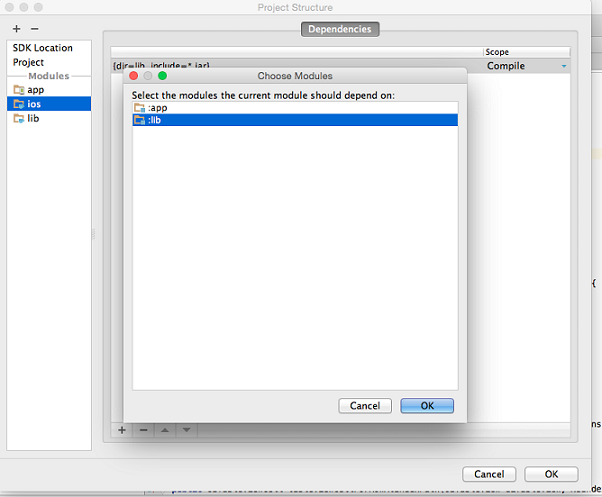 Project Structure
+ −
SDK Location
Project
Modules
app
ios
lib
Dependencies
Scope
{dir=lib, include=*.jar}
Compile
Choose Modules
Select the modules the current module should depend on:
:app
:lib
Cancel
OK
+ −
Cancel
OK
{
ns